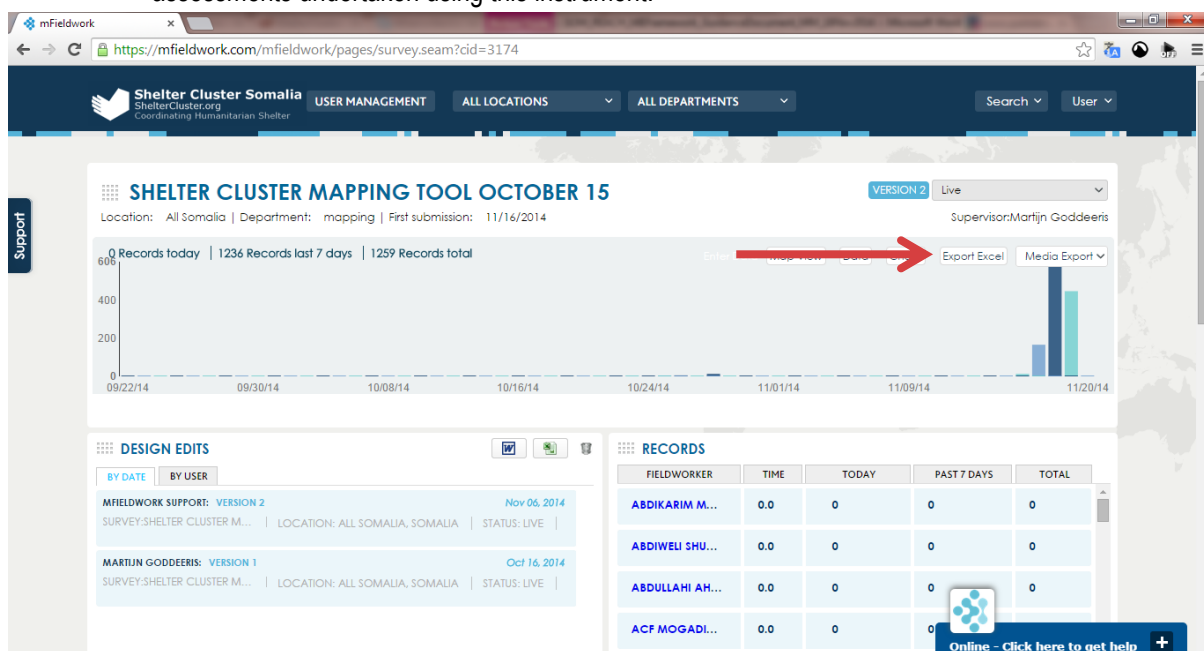 assessments undertaken using this instrument.
mFieldwork
https://mfieldwork.com/mfieldwork/pages/survey.seam?cid=3174
Shelter Cluster Somalia
ShelterCluster.org
Coordinating Humanitarian Shelter
USER MANAGEMENT ALL LOCATIONS ALL DEPARTMENTS Search User
Support
SHELTER CLUSTER MAPPING TOOL OCTOBER 15
VERSION 2 Live
Location: All Somalia | Department: mapping | First submission: 11/16/2014
Supervisor:Martijn Goddeeris
0 Records today | 1236 Records last 7 days | 1259 Records total
Export Excel Media Export
606
400
200
0
09/22/14 09/30/14 10/08/14 10/16/14 10/24/14 11/01/14 11/09/14 11/20/14
DESIGN EDITS
BY DATE BY USER
MFIELDWORK SUPPORT: VERSION 2 Nov 06, 2014
SURVEY:SHELTER CLUSTER M... | LOCATION: ALL SOMALIA, SOMALIA | STATUS: LIVE |
MARTIJN GODDEERIS: VERSION 1 Oct 16, 2014
SURVEY:SHELTER CLUSTER M... | LOCATION: ALL SOMALIA, SOMALIA | STATUS: LIVE |
RECORDS
FIELDWORKER TIME TODAY PAST 7 DAYS TOTAL
ABDIKARIM M... 0.0 0 0 0
ABDIWELI SHU... 0.0 0 0 0
ABDULLAHI AH... 0.0 0 0 0
ACF MOGADI... 0.0 0 0
Online - Click here to get help